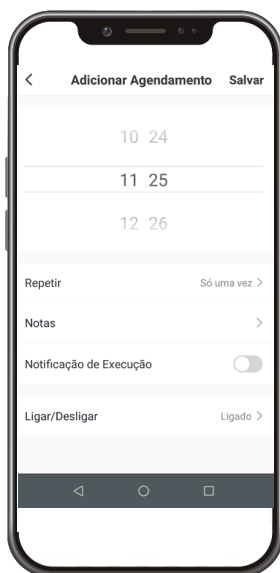 Adicionar Agendamento Salvar
10 24
11 25
12 26
Repetir Só uma vez
Notas
Notificação de Execução
Ligar/Desligar Ligado